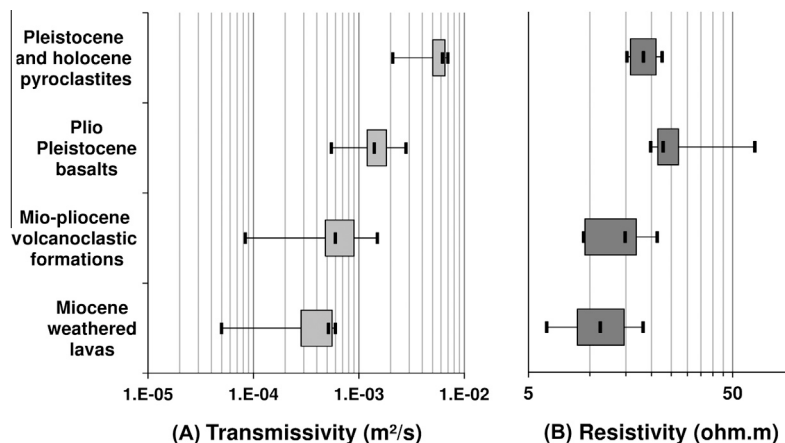 Pleistocene
and holocene
pyroclastites
Plio
Pleistocene
basalts
Mio-pliocene
volcanoclastic
formations
Miocene
weathered
lavas
1.E-05 1.E-04 1.E-03 1.E-02
5 50
(A) Transmissivity (m²/s)
(B) Resistivity (ohm.m)